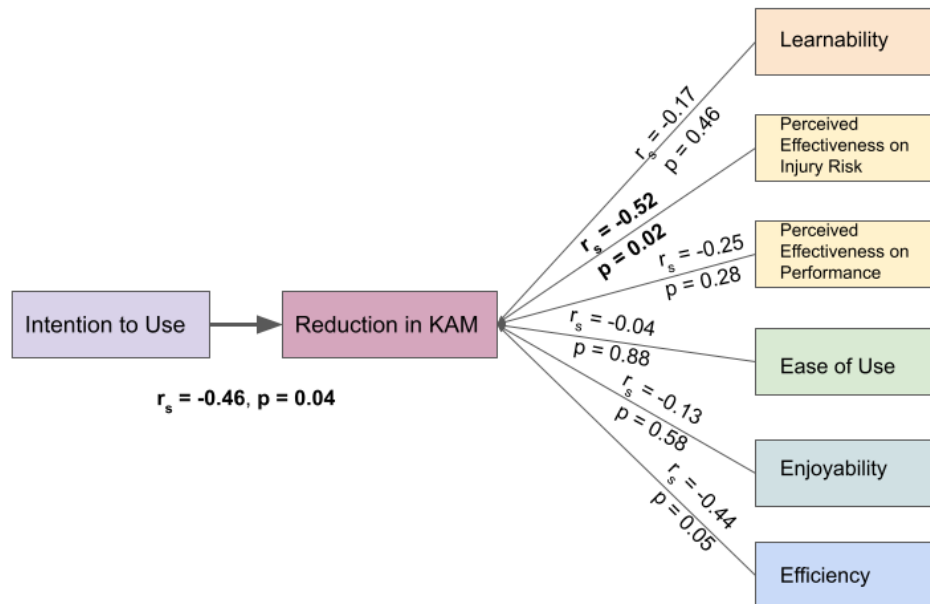 Learnability
r_s = -0.17
p = 0.46
Perceived
Effectiveness on
Injury Risk
r_s = -0.52
p = 0.02
Perceived
Effectiveness on
Performance
r_s = -0.25
p = 0.28
Intention to Use
Reduction in KAM
r_s = -0.46, p = 0.04
r_s = -0.04
p = 0.88
Ease of Use
r_s = -0.13
p = 0.58
Enjoyability
r_s = -0.44
p = 0.05
Efficiency